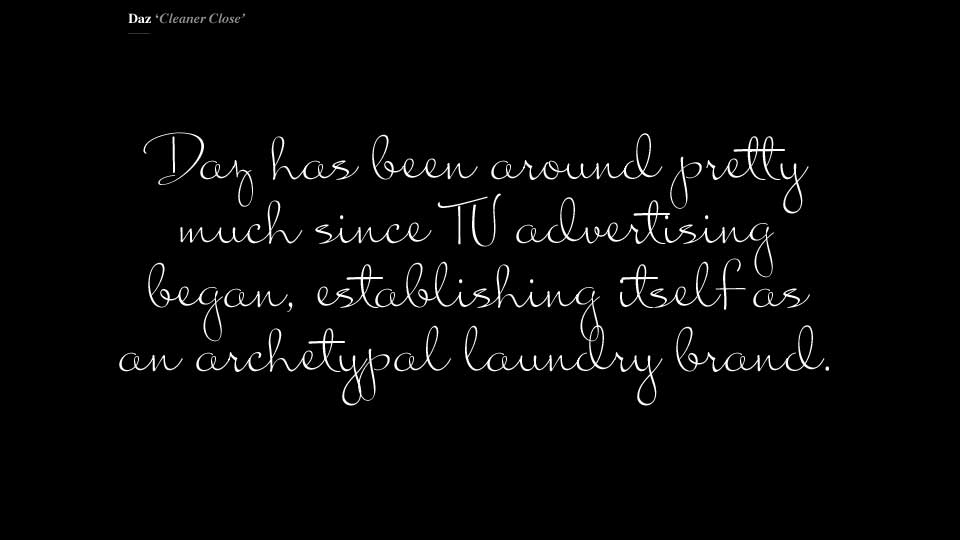 Daz ‘Cleaner Close’
Daz has been around pretty
much since TV advertising
began, establishing itself as
an archetypal laundry brand.